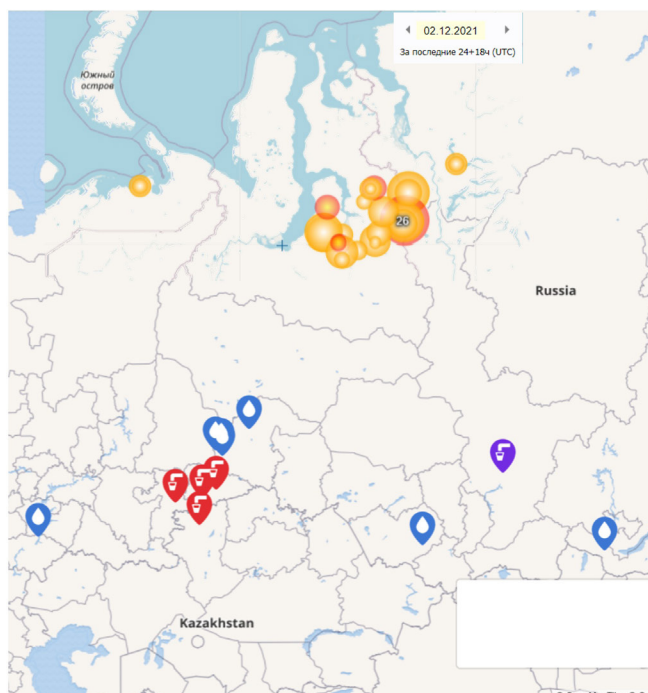 02.12.2021
За последние 24+18ч (UTC)
Южный
остров
26
Russia
Kazakhstan